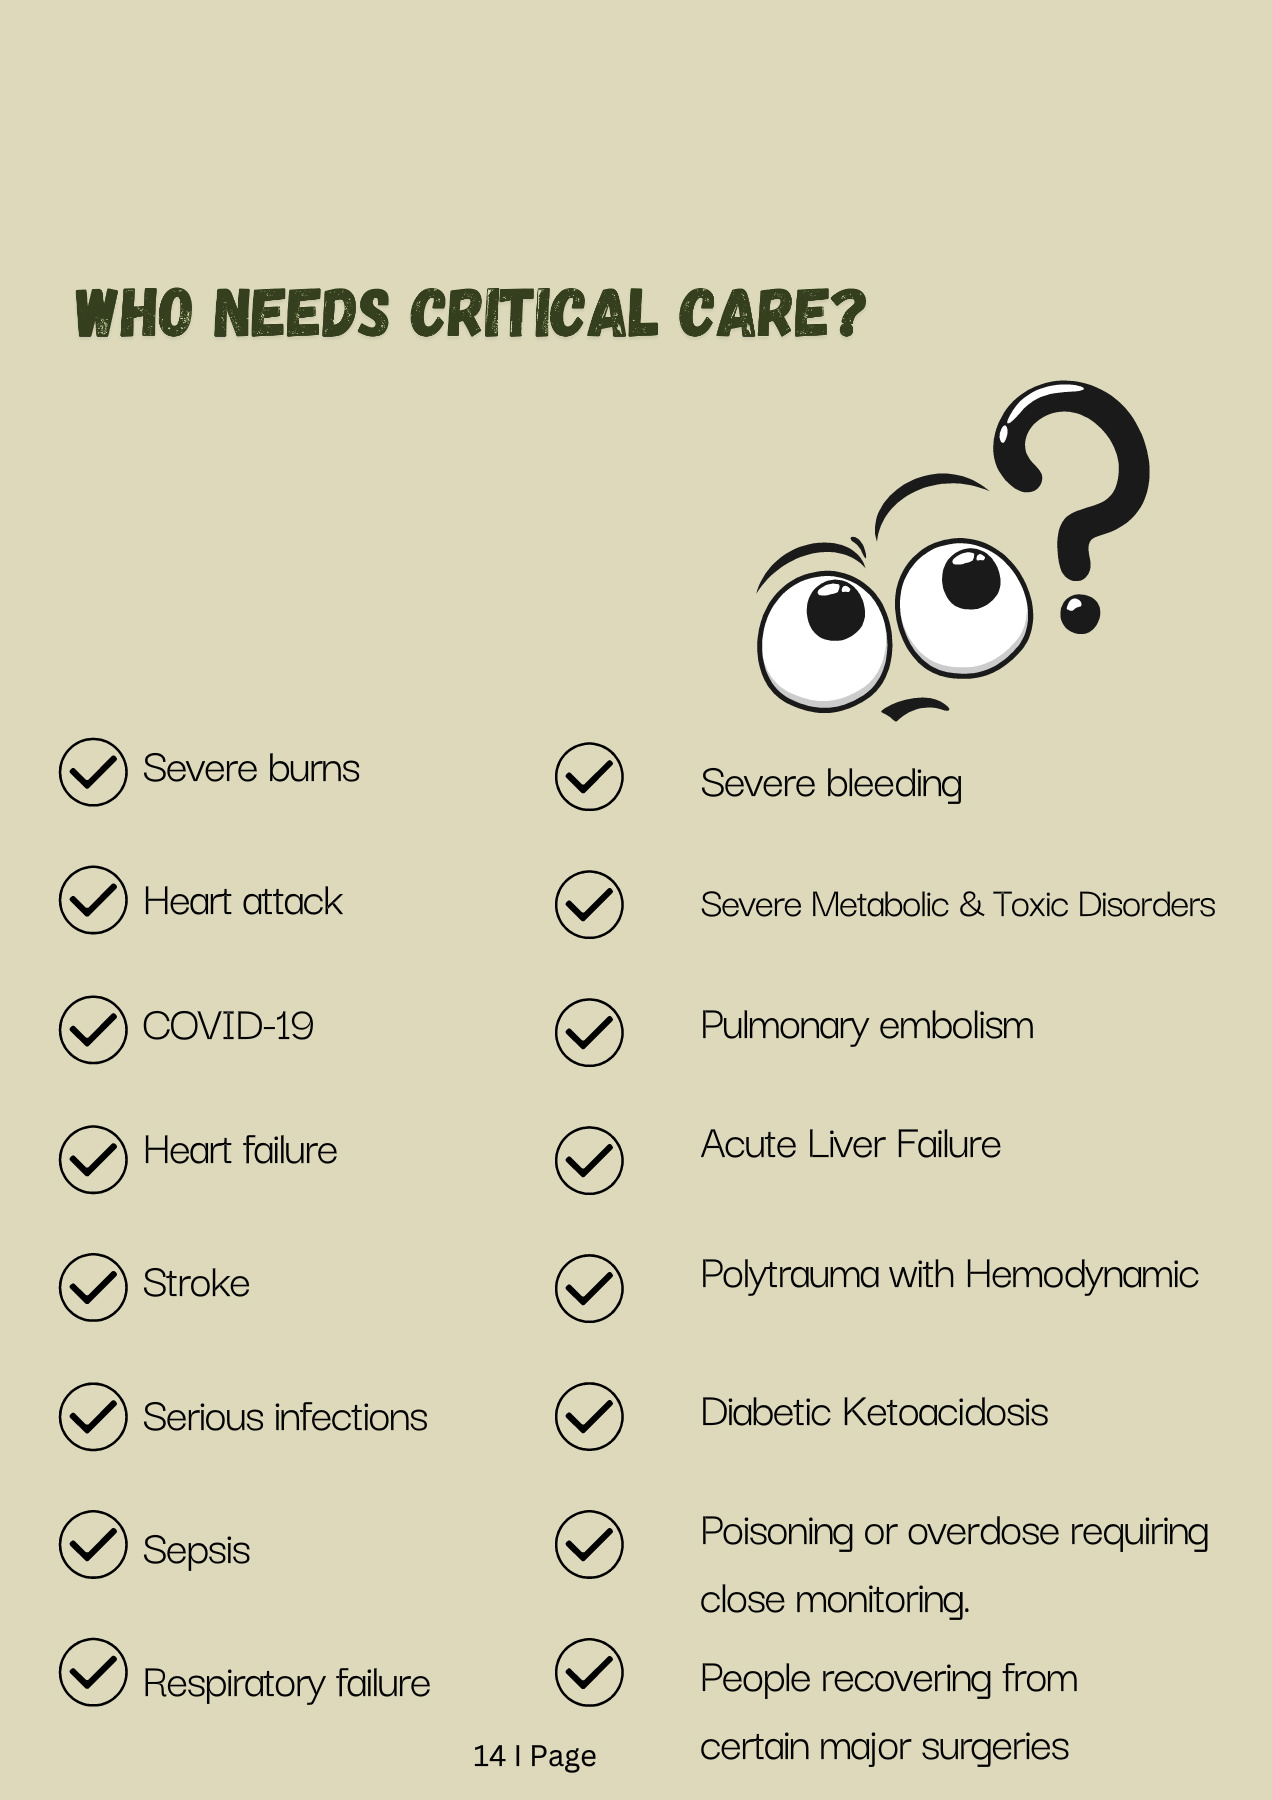 WHO NEEDS CRITICAL CARE?
Severe burns
Heart attack
COVID-19
Heart failure
Stroke
Serious infections
Sepsis
Respiratory failure
Severe bleeding
Severe Metabolic & Toxic Disorders
Pulmonary embolism
Acute Liver Failure
Polytrauma with Hemodynamic
Diabetic Ketoacidosis
Poisoning or overdose requiring
close monitoring.
People recovering from
certain major surgeries
14 I Page